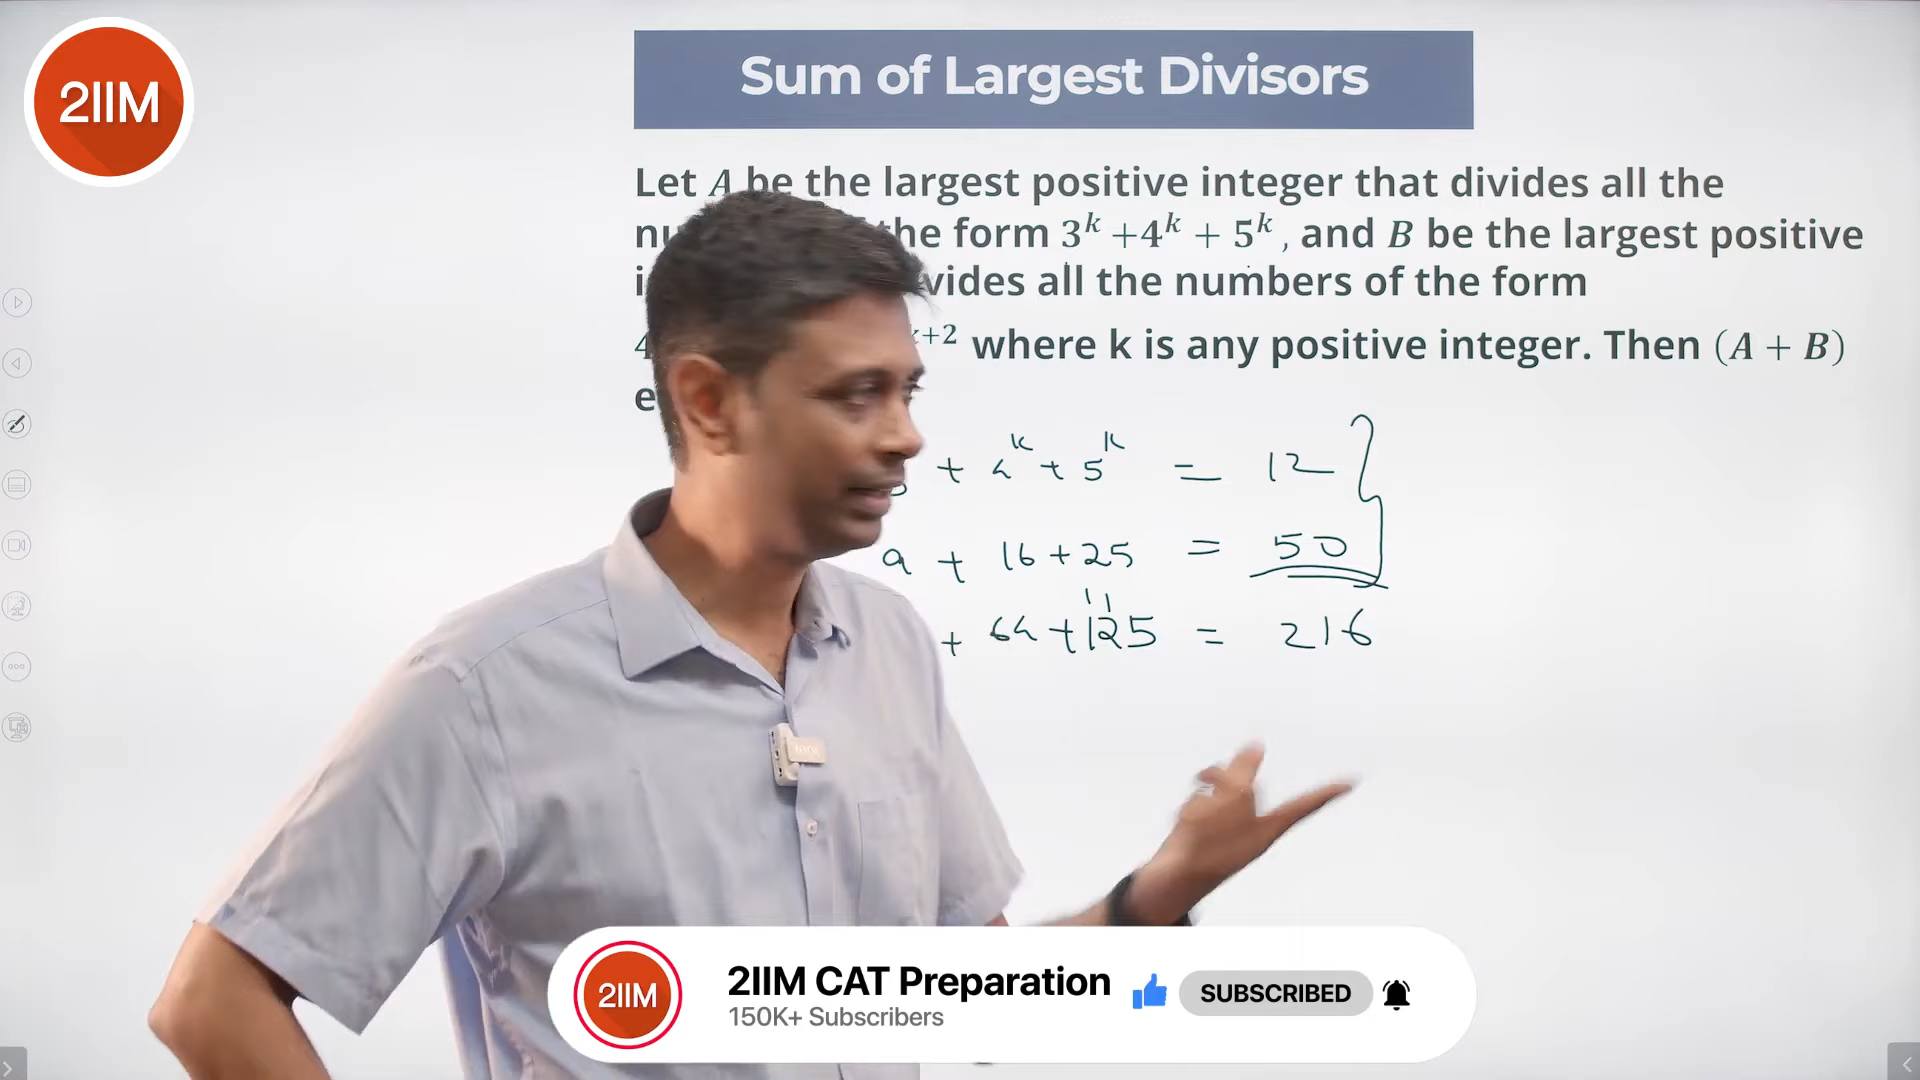 2IIM
Sum of Largest Divisors
Let A be the largest positive integer that divides all the
the form 3^k +4^k + 5^k, and B be the largest positive
vides all the numbers of the form
4 k+2 where k is any positive integer. Then (A + B)
e
+ 4^k + 5^k = 12
9 + 16 + 25 = 50
+ 64 + 125 = 216
2IIM
2IIM CAT Preparation
SUBSCRIBED
150K+ Subscribers